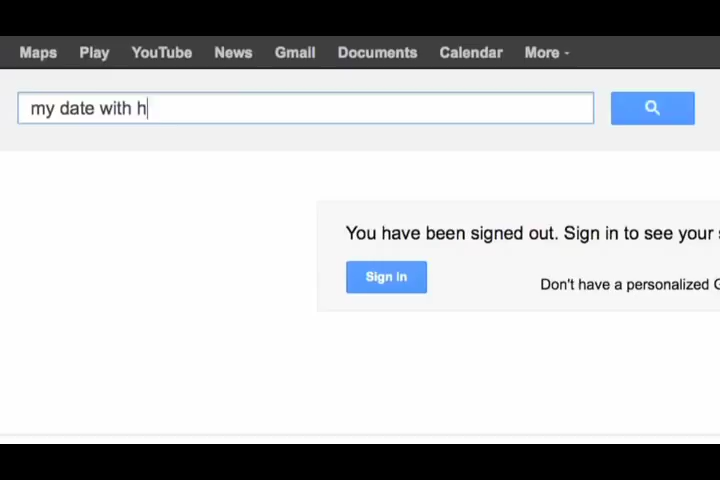 Maps Play YouTube News Gmail Documents Calendar More
my date with h
You have been signed out. Sign in to see your
Sign in
Don't have a personalized G